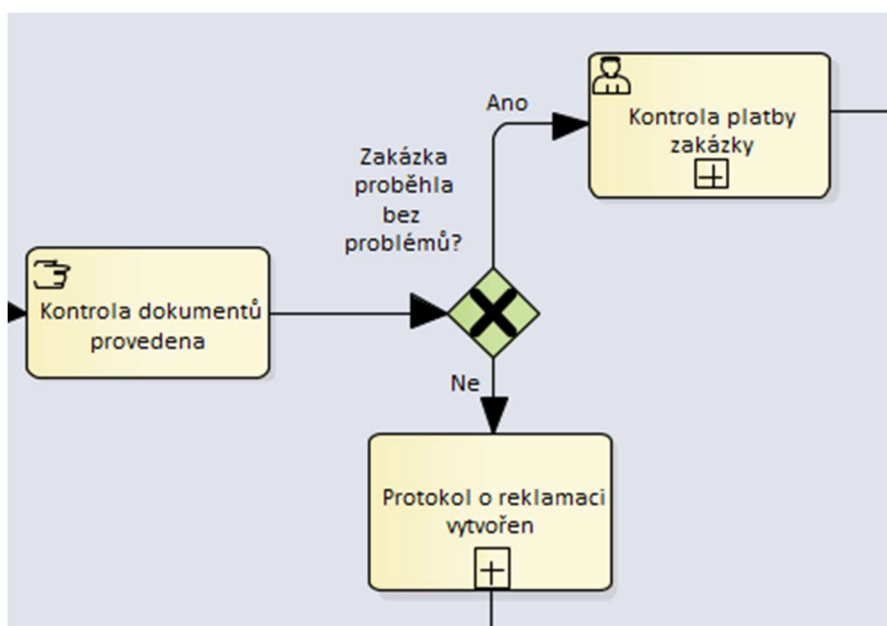 Ano
Kontrola platby
zakázky
Zakázka
proběhla
bez
problémů?
Kontrola dokumentů
provedena
Ne
Protokol o reklamaci
vytvořen